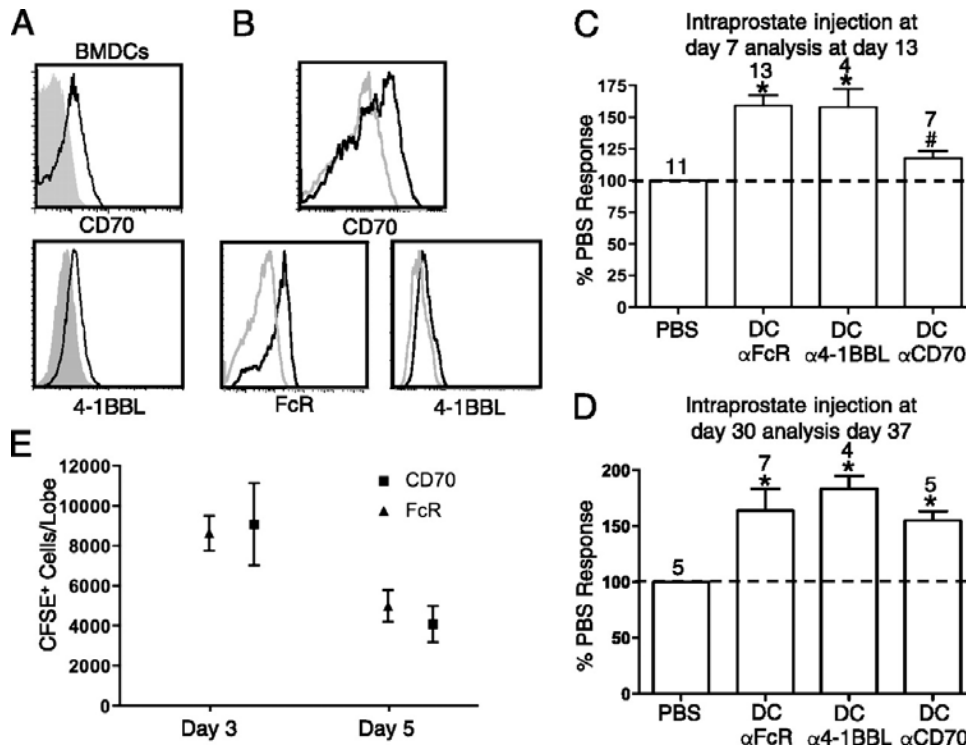 A
B
C
BMDCs
CD70
4-1BBL
CD70
FcR
4-1BBL
Intraprostate injection at
day 7 analysis at day 13
% PBS Response
175
150
125
100
75
50
25
0
11
13
*
4
*
7
#
PBS
DC
αFcR
DC
α4-1BBL
DC
αCD70
D
Intraprostate injection at
day 30 analysis day 37
% PBS Response
200
150
100
50
0
5
7
*
4
*
5
*
PBS
DC
αFcR
DC
α4-1BBL
DC
αCD70
E
CFSE⁺ Cells/Lobe
12000
10000
8000
6000
4000
2000
0
CD70
FcR
Day 3
Day 5